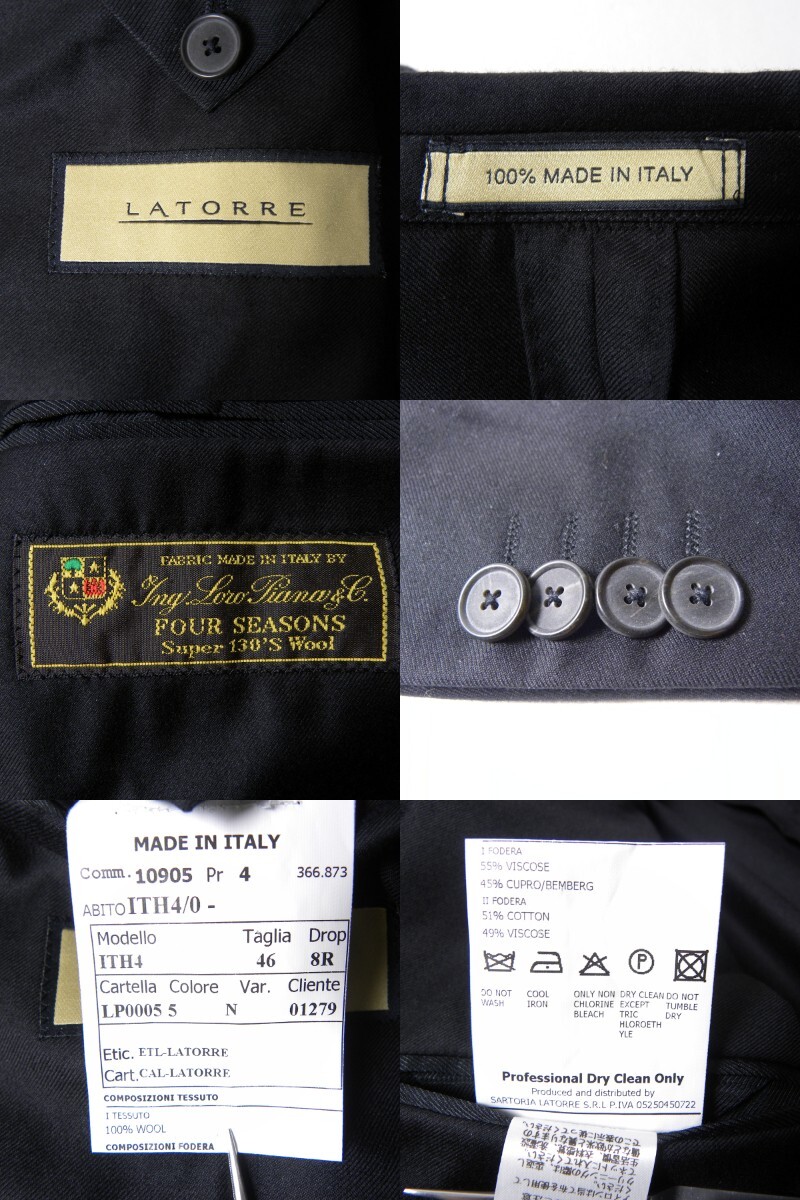 LATORRE
100% MADE IN ITALY
FABRIC MADE IN ITALY BY
Ing. Loro Piana & C.
FOUR SEASONS
Super 130'S Wool
MADE IN ITALY
Comm. 10905 Pr 4 366.873
ABITO ITH4/0 -
Modello Taglia Drop
ITH4 46 8R
Cartella Colore Var. Cliente
LP0005 5 N 01279
Etic. ETL-LATORRE
Cart. CAL-LATORRE
COMPOSIZIONI TESSUTO
I TESSUTO
100% WOOL
COMPOSIZIONI FODERA
I FODERA
55% VISCOSE
45% CUPRO/BEMBERG
II FODERA
51% COTTON
49% VISCOSE
P
DO NOT WASH
COOL IRON
ONLY NON CHLORINE BLEACH
DRY CLEAN EXCEPT TRIC HLOROETH YLE
DO NOT TUMBLE DRY
Professional Dry Clean Only
Produced and distributed by
SARTORIA LATORRE S.R.L P.IVA 05250450722